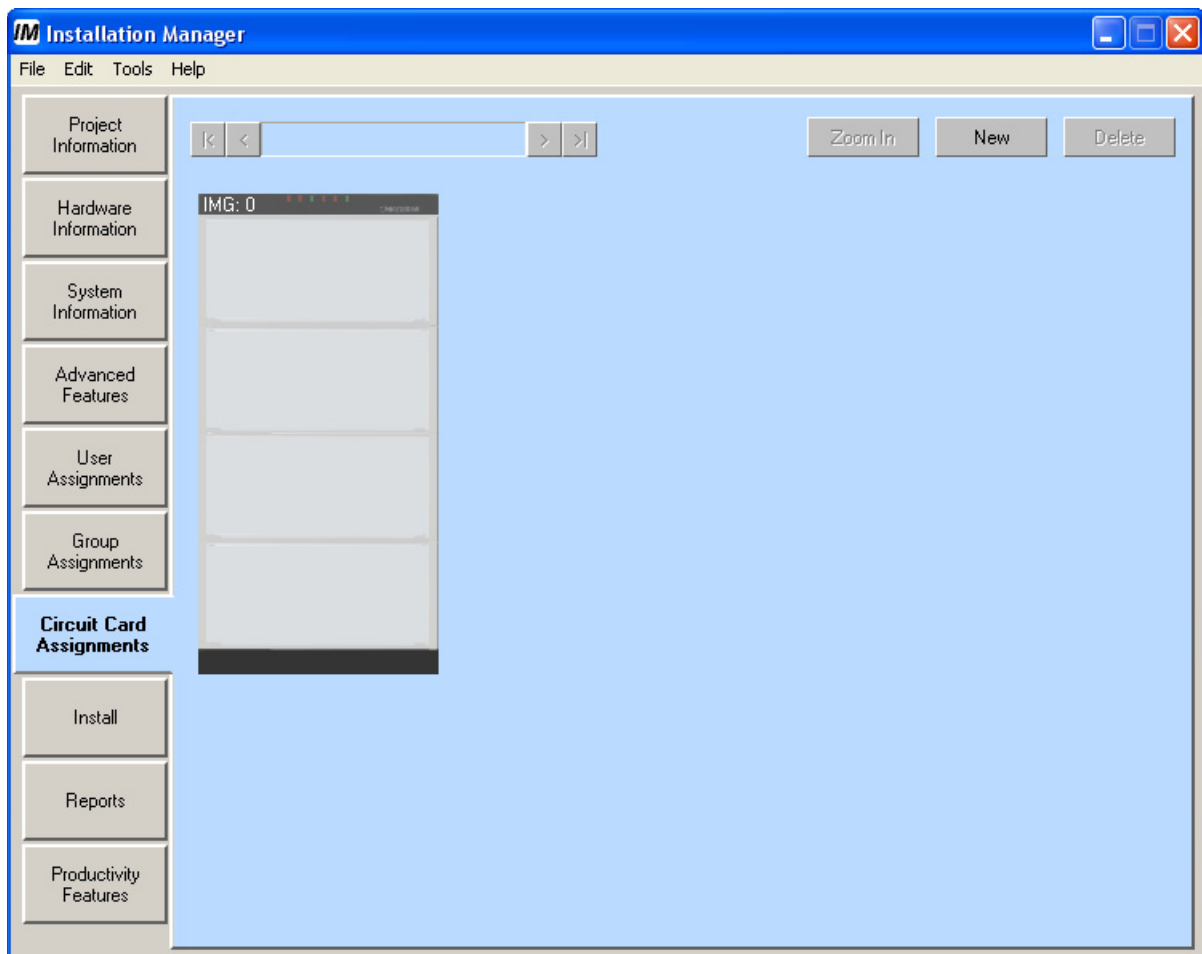 IM Installation Manager
File Edit Tools Help
Project
Information
|< < > >|
Zoom In
New
Delete
Hardware
Information
IMG: 0
System
Information
Advanced
Features
User
Assignments
Group
Assignments
Circuit Card
Assignments
Install
Reports
Productivity
Features